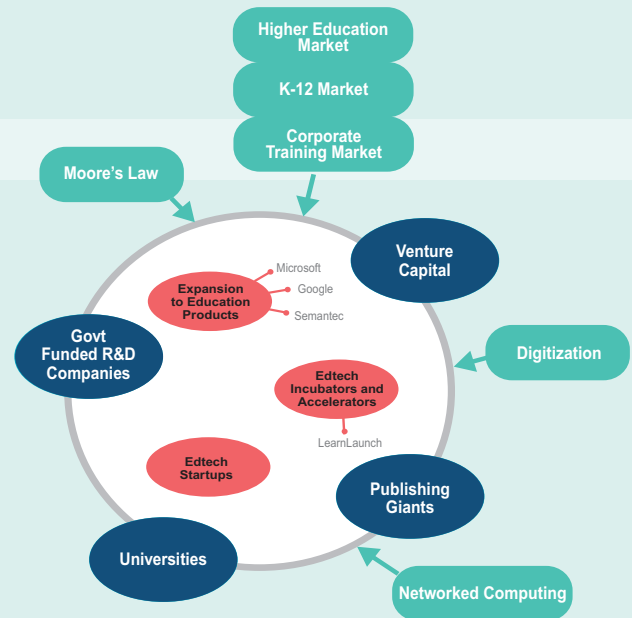 Higher Education
Market
K-12 Market
Corporate
Training Market
Moore's Law
Venture
Capital
Microsoft
Expansion
to Education
Products
Google
Semantec
Govt
Funded R&D
Companies
Digitization
Edtech
Incubators and
Accelerators
LearnLaunch
Edtech
Startups
Publishing
Giants
Universities
Networked Computing